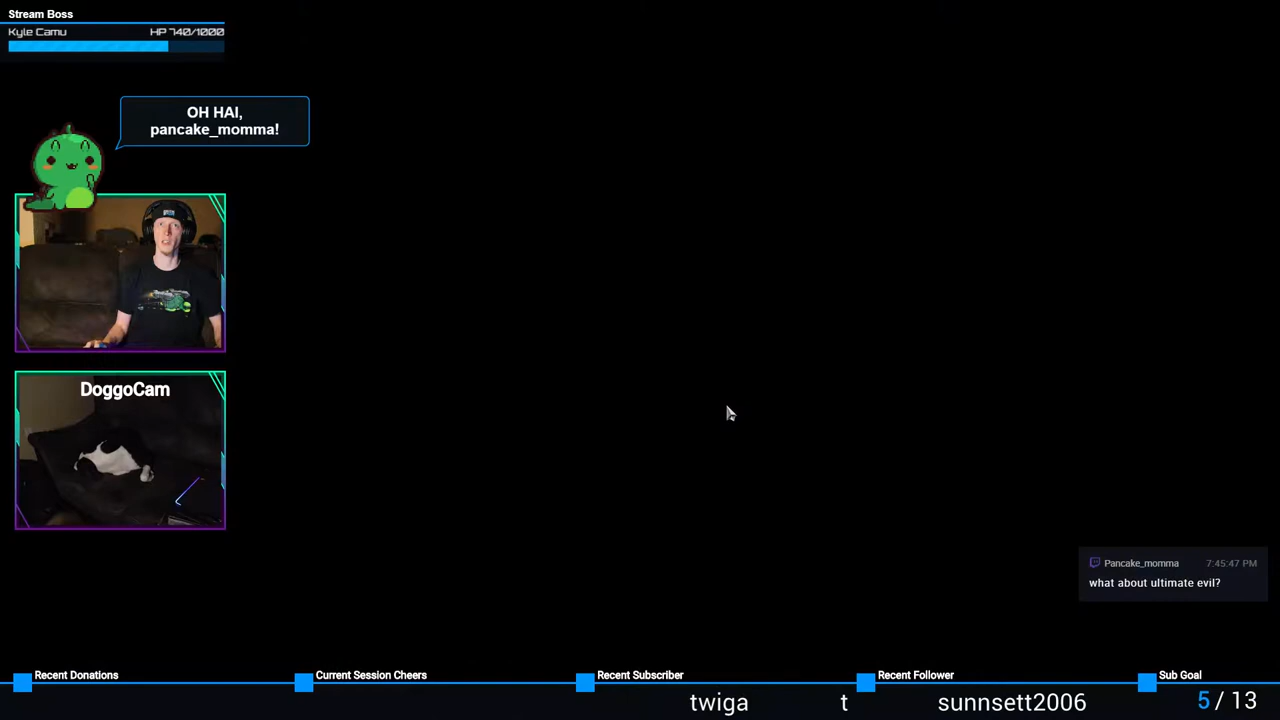 Stream Boss
Kyle Camu HP 740/1000
OH HAI,
pancake_momma!
DoggoCam
Pancake_momma 7:45:47 PM
what about ultimate evil?
Recent Donations
Current Session Cheers
Recent Subscriber
Recent Follower
Sub Goal
twiga t
sunnsett2006
5 / 13